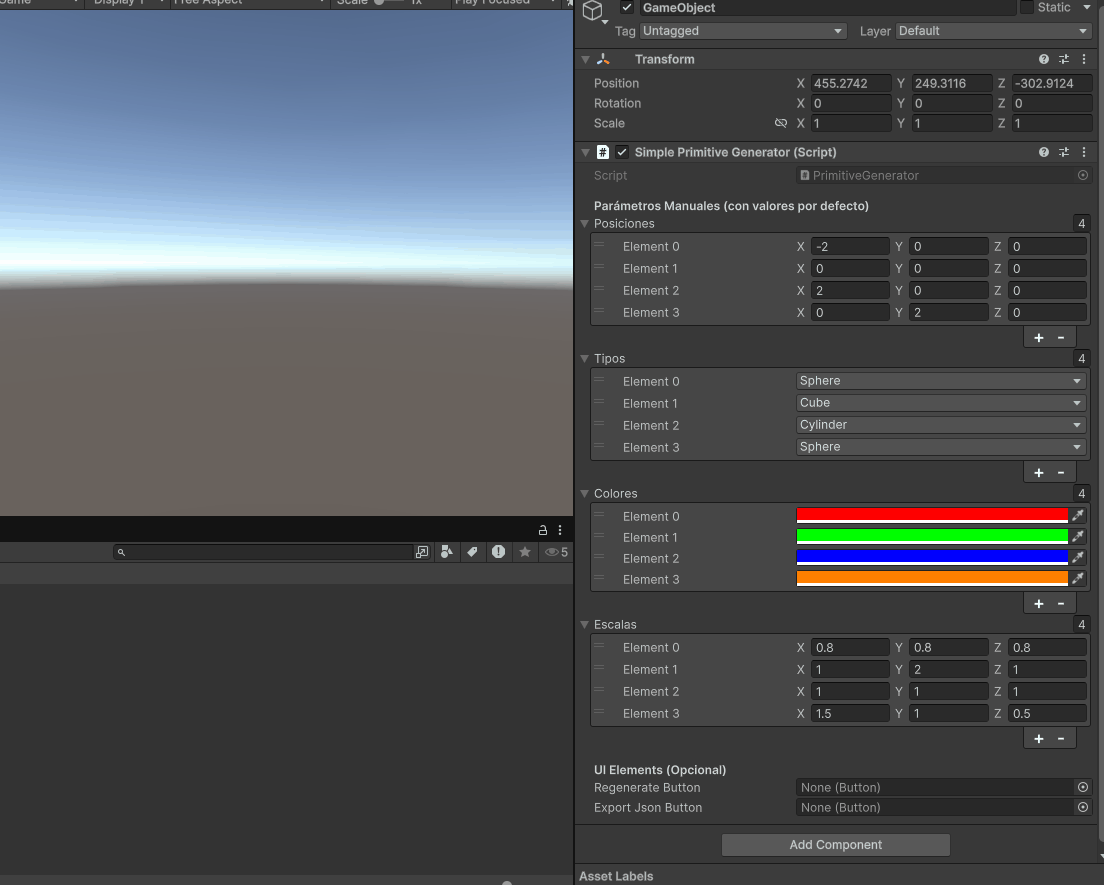 Game Display 1 Free Aspect Scale 1x Play Focused
GameObject Static
Tag Untagged Layer Default
Transform
Position X 455.2742 Y 249.3116 Z -302.9124
Rotation X 0 Y 0 Z 0
Scale X 1 Y 1 Z 1
# Simple Primitive Generator (Script)
Script # PrimitiveGenerator
Parámetros Manuales (con valores por defecto)
Posiciones 4
Element 0 X -2 Y 0 Z 0
Element 1 X 0 Y 0 Z 0
Element 2 X 2 Y 0 Z 0
Element 3 X 0 Y 2 Z 0
+ -
Tipos 4
Element 0 Sphere
Element 1 Cube
Element 2 Cylinder
Element 3 Sphere
+ -
Colores 4
Element 0
Element 1
Element 2
Element 3
+ -
5
Escalas 4
Element 0 X 0.8 Y 0.8 Z 0.8
Element 1 X 1 Y 2 Z 1
Element 2 X 1 Y 1 Z 1
Element 3 X 1.5 Y 1 Z 0.5
+ -
UI Elements (Opcional)
Regenerate Button None (Button)
Export Json Button None (Button)
Add Component
Asset Labels